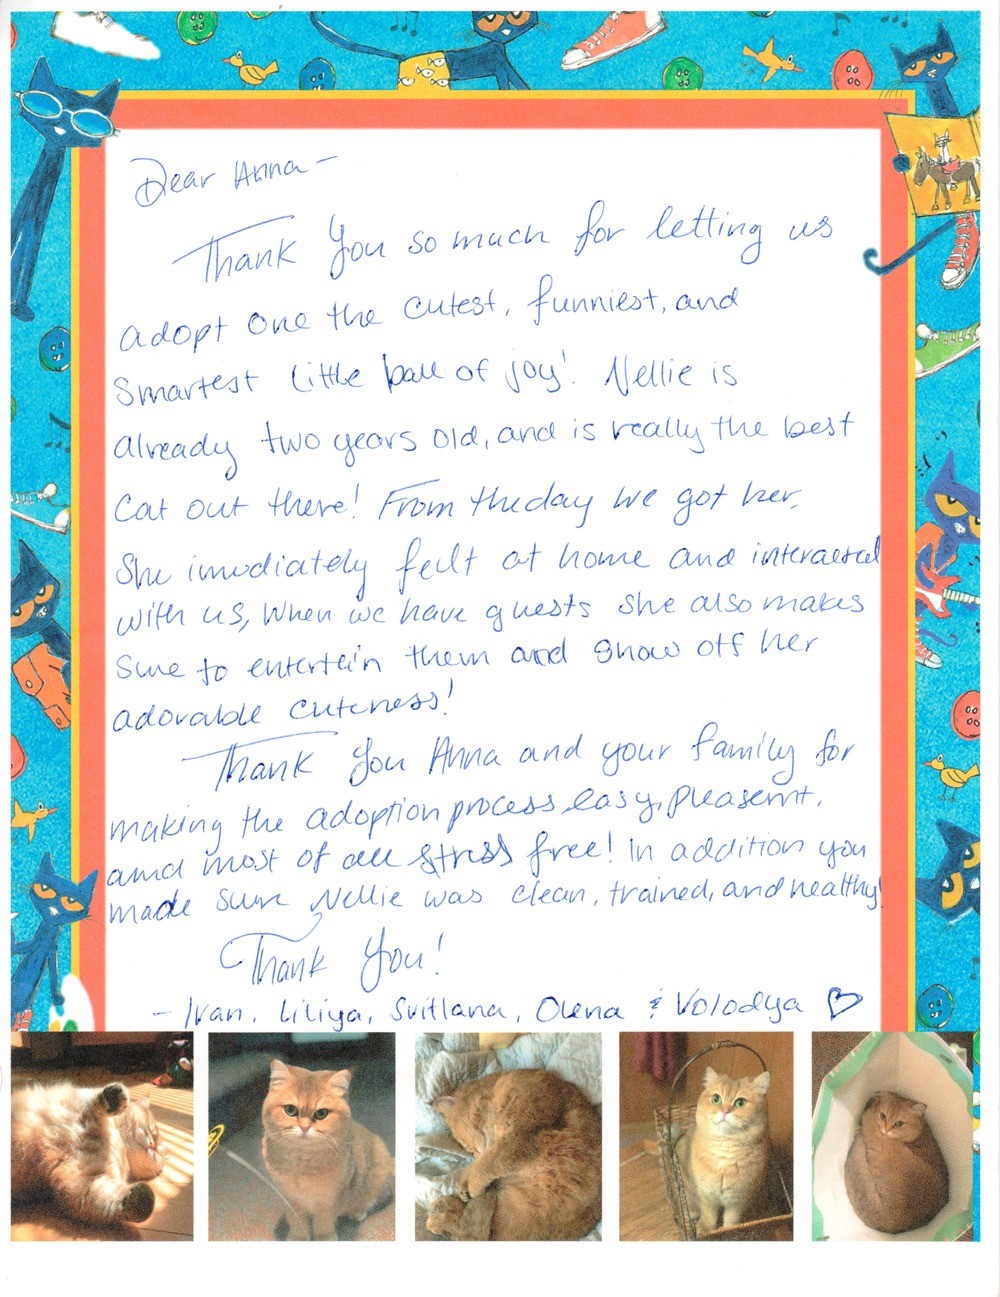 Dear Anna -
Thank You so much for letting us
adopt one the cutest, funniest, and
smartest little ball of joy! Nellie is
already two years old, and is really the best
cat out there! From the day we got her,
she imediately felt at home and interacted
with us, when we have guests she also makes
sure to entertein them and show off her
adorable cuteness!
Thank You Anna and your family for
making the adoption process easy, pleasent,
and most of all stress free! In addition you
made sure Nellie was clean, trained, and healthy!
Thank You!
- Ivan, Liliya, Svitlana, Olena & Volodya ♡